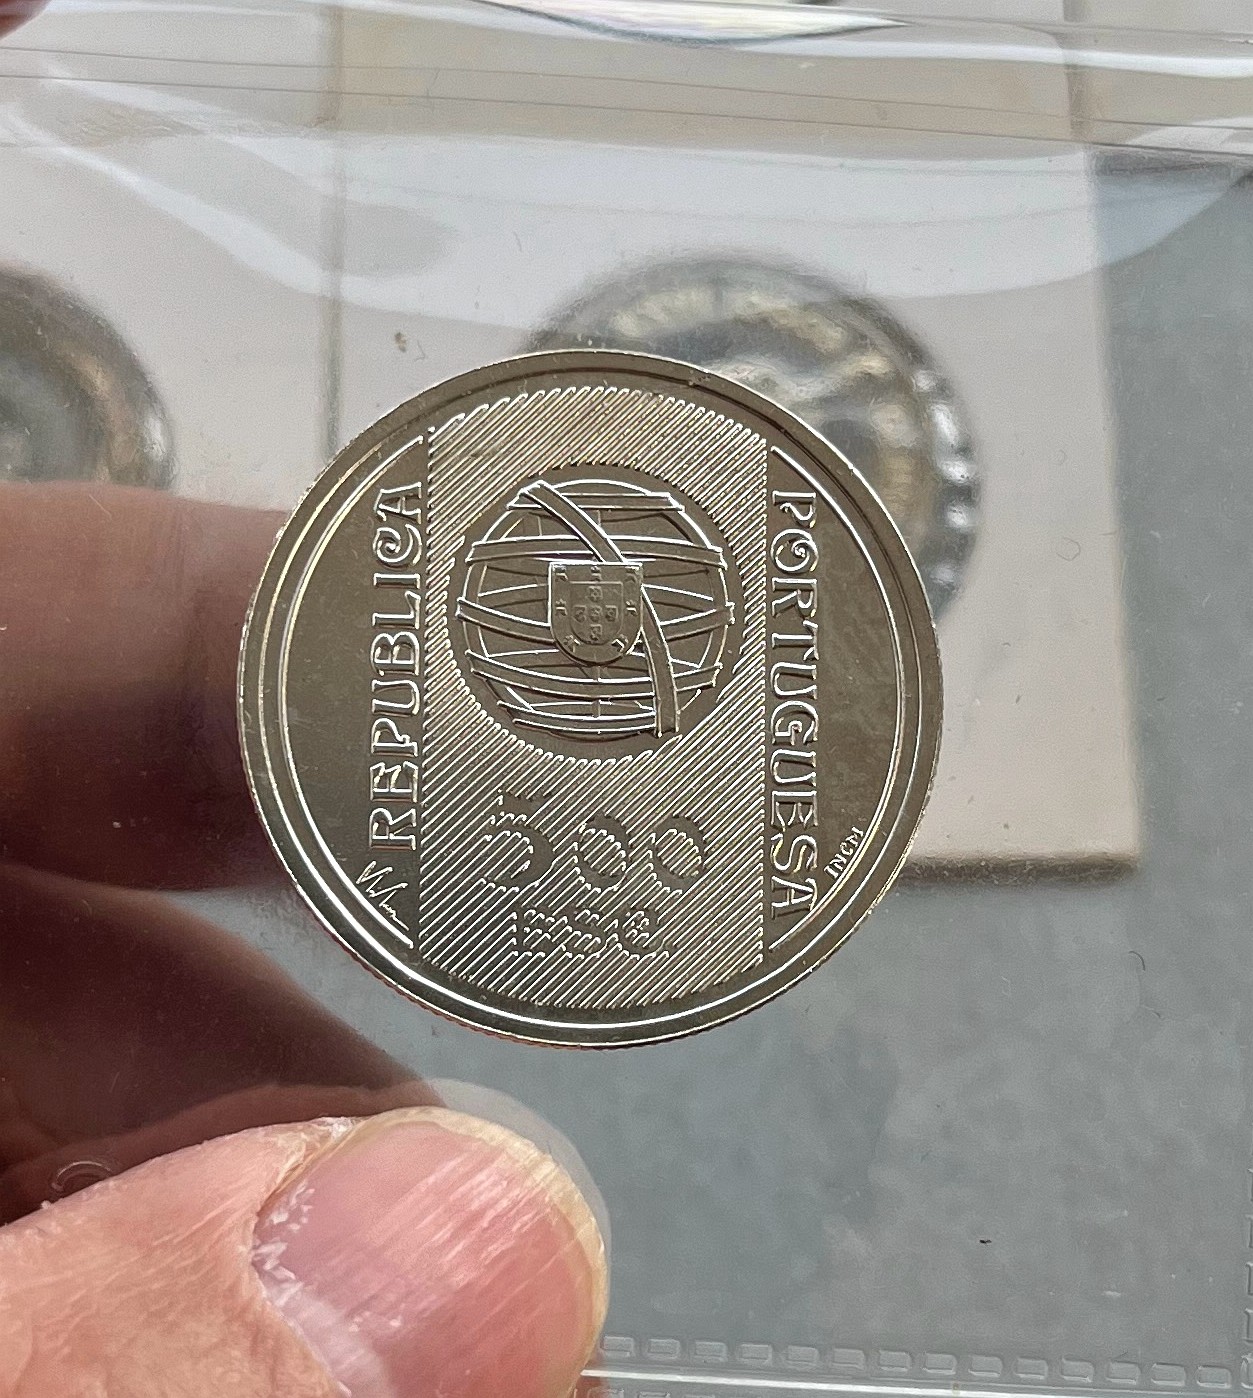 REPUBLICA
PORTUGUESA
500
ESC.
INCM